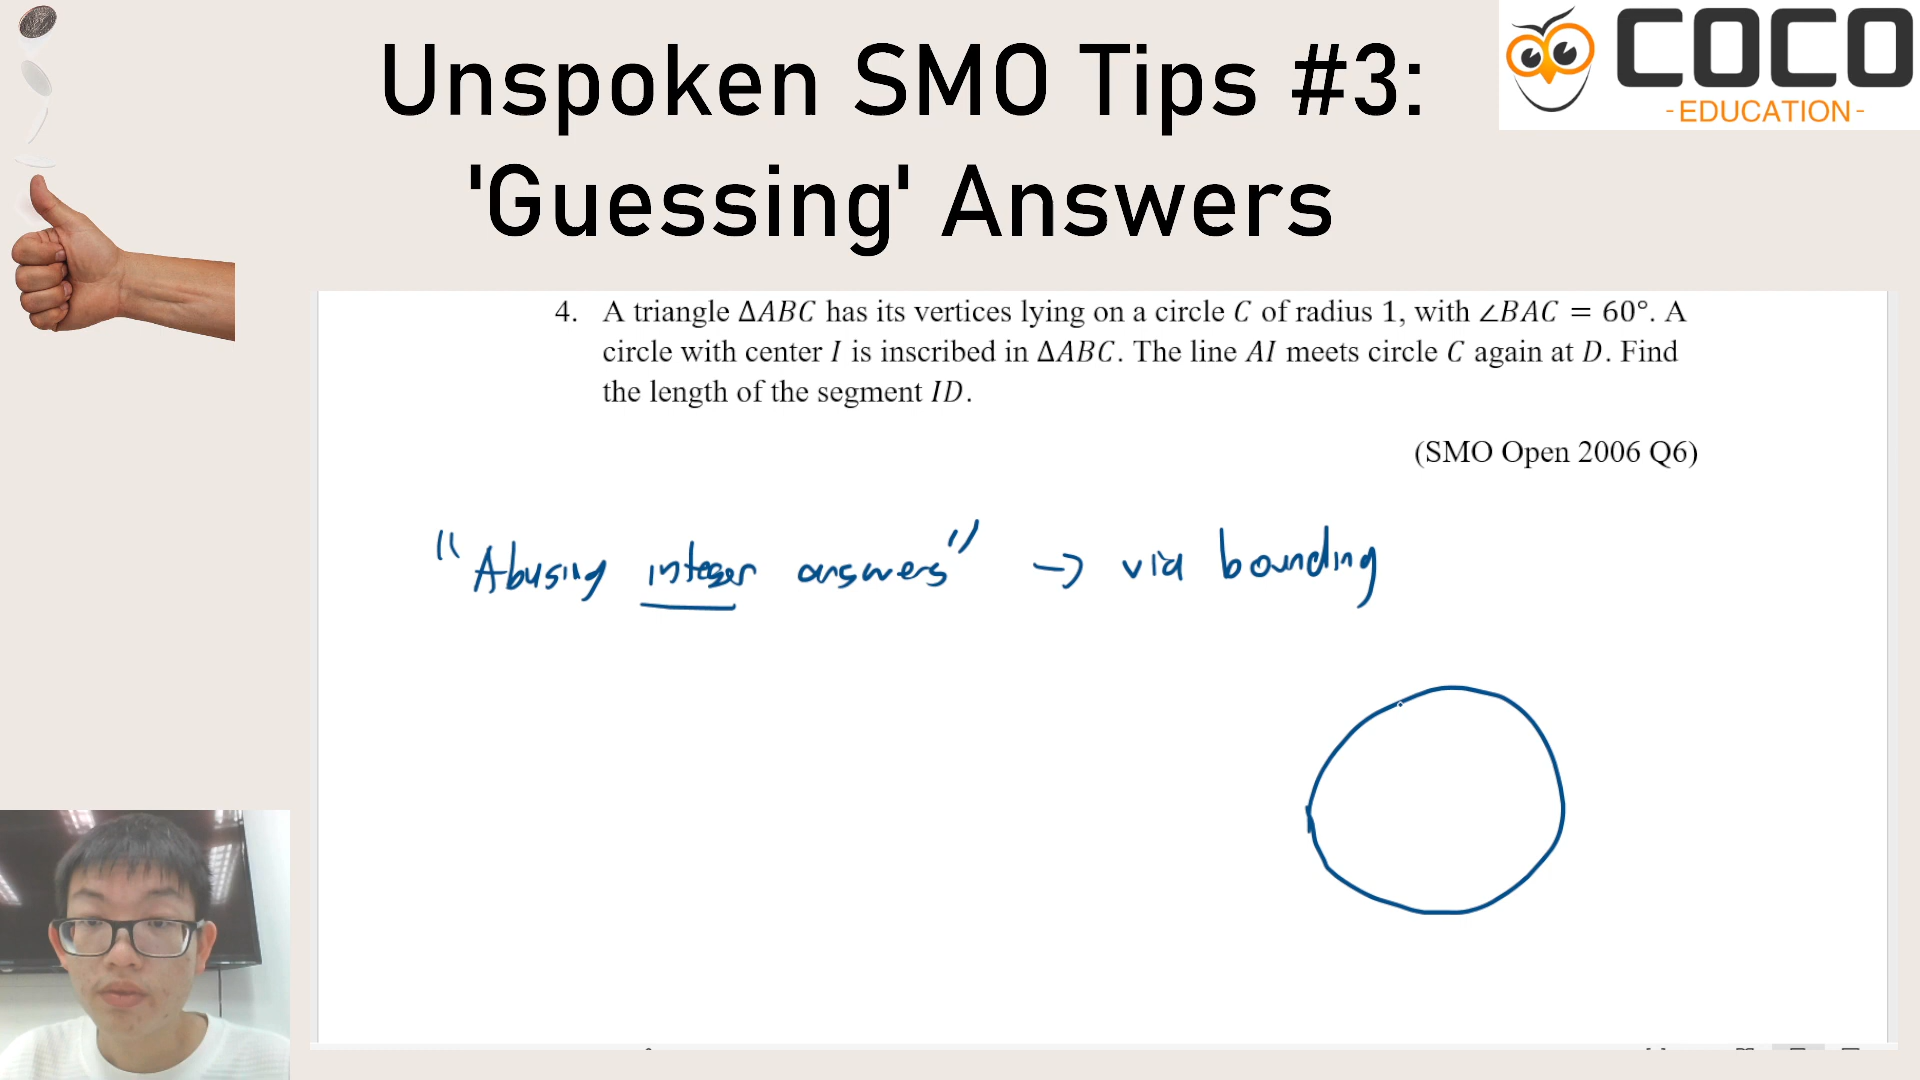 Unspoken SMO Tips #3:
'Guessing' Answers
COCO
-EDUCATION-
4. A triangle ΔABC has its vertices lying on a circle C of radius 1, with ∠BAC = 60°. A
circle with center I is inscribed in ΔABC. The line AI meets circle C again at D. Find
the length of the segment ID.
(SMO Open 2006 Q6)
"Abusing integer answers" → via bounding